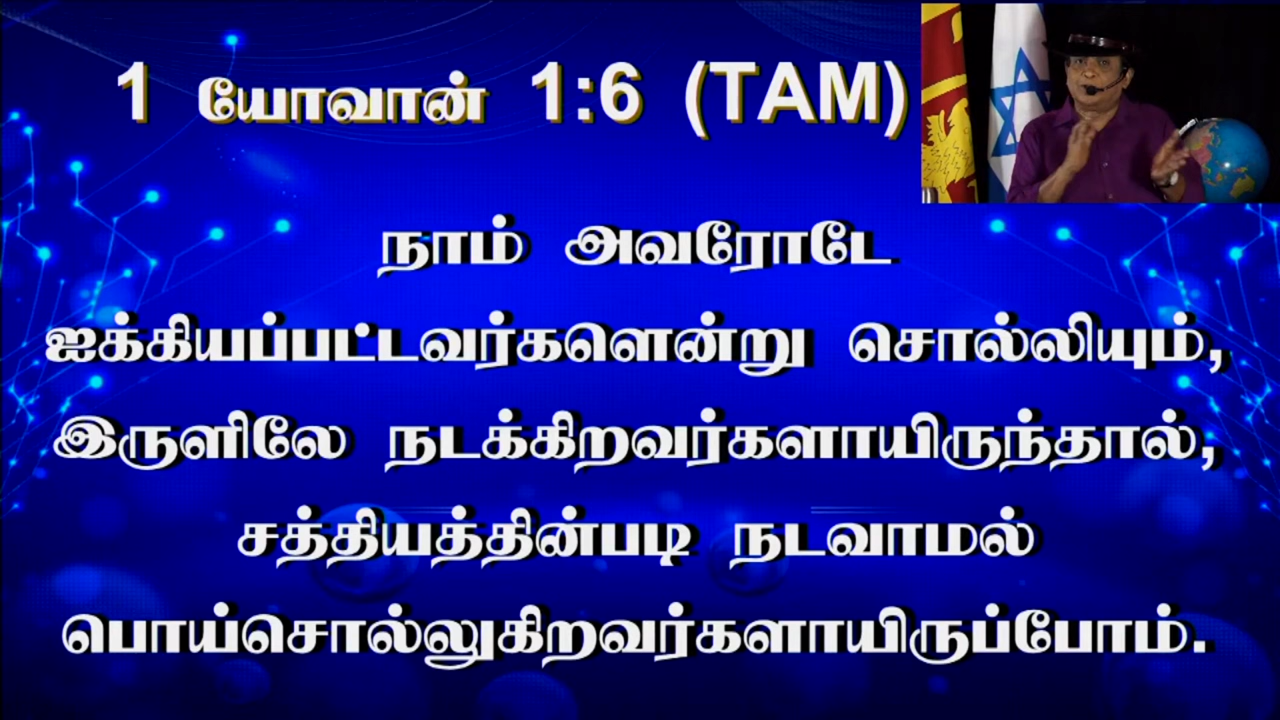 1 யோவான் 1:6 (TAM)
நாம் அவரோடே
ஐக்கியப்பட்டவர்களென்று சொல்லியும்,
இருளிலே நடக்கிறவர்களாயிருந்தால்,
சத்தியத்தின்படி நடவாமல்
பொய்சொல்லுகிறவர்களாயிருப்போம்.